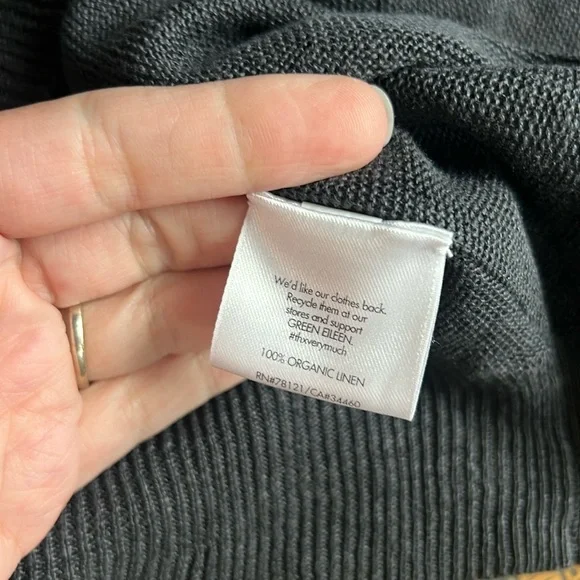 We'd like our clothes back.
Recycle them at our
stores and support
GREEN EILEEN.
#thxverymuch
100% ORGANIC LINEN
RN#78121/CA#34460